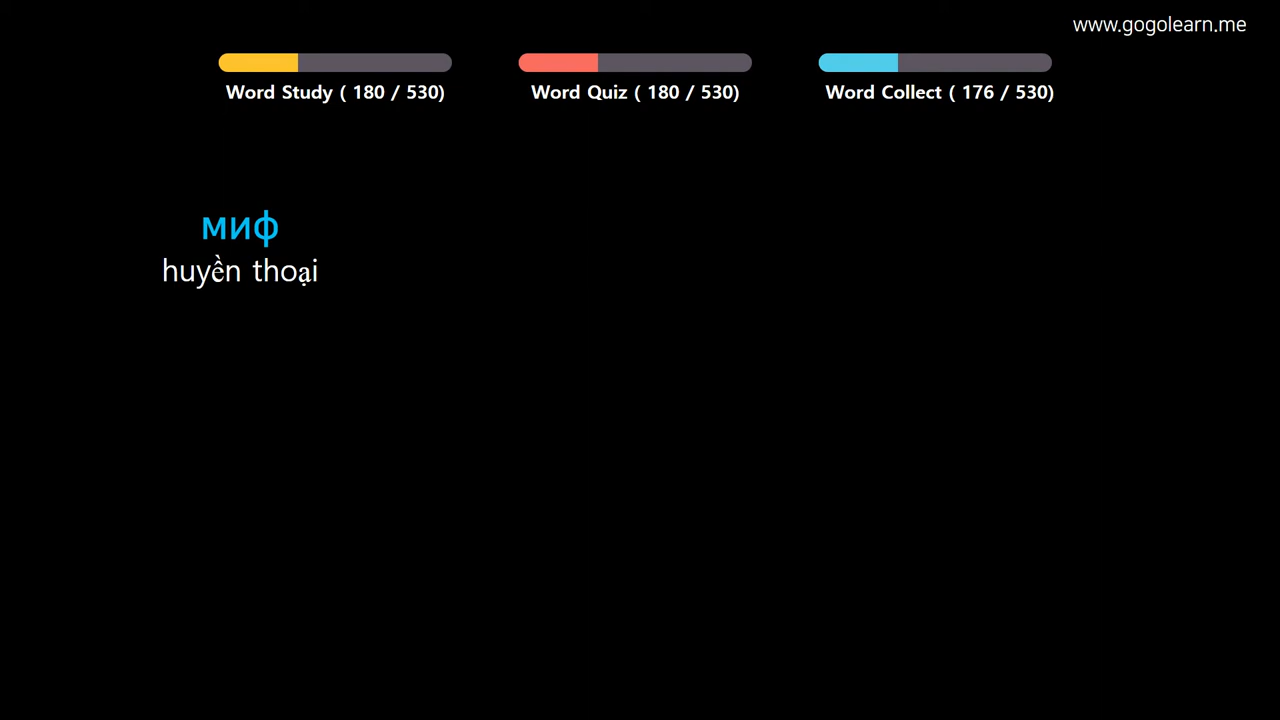 www.gogolearn.me
Word Study ( 180 / 530)
Word Quiz ( 180 / 530)
Word Collect ( 176 / 530)
миф
huyền thoại